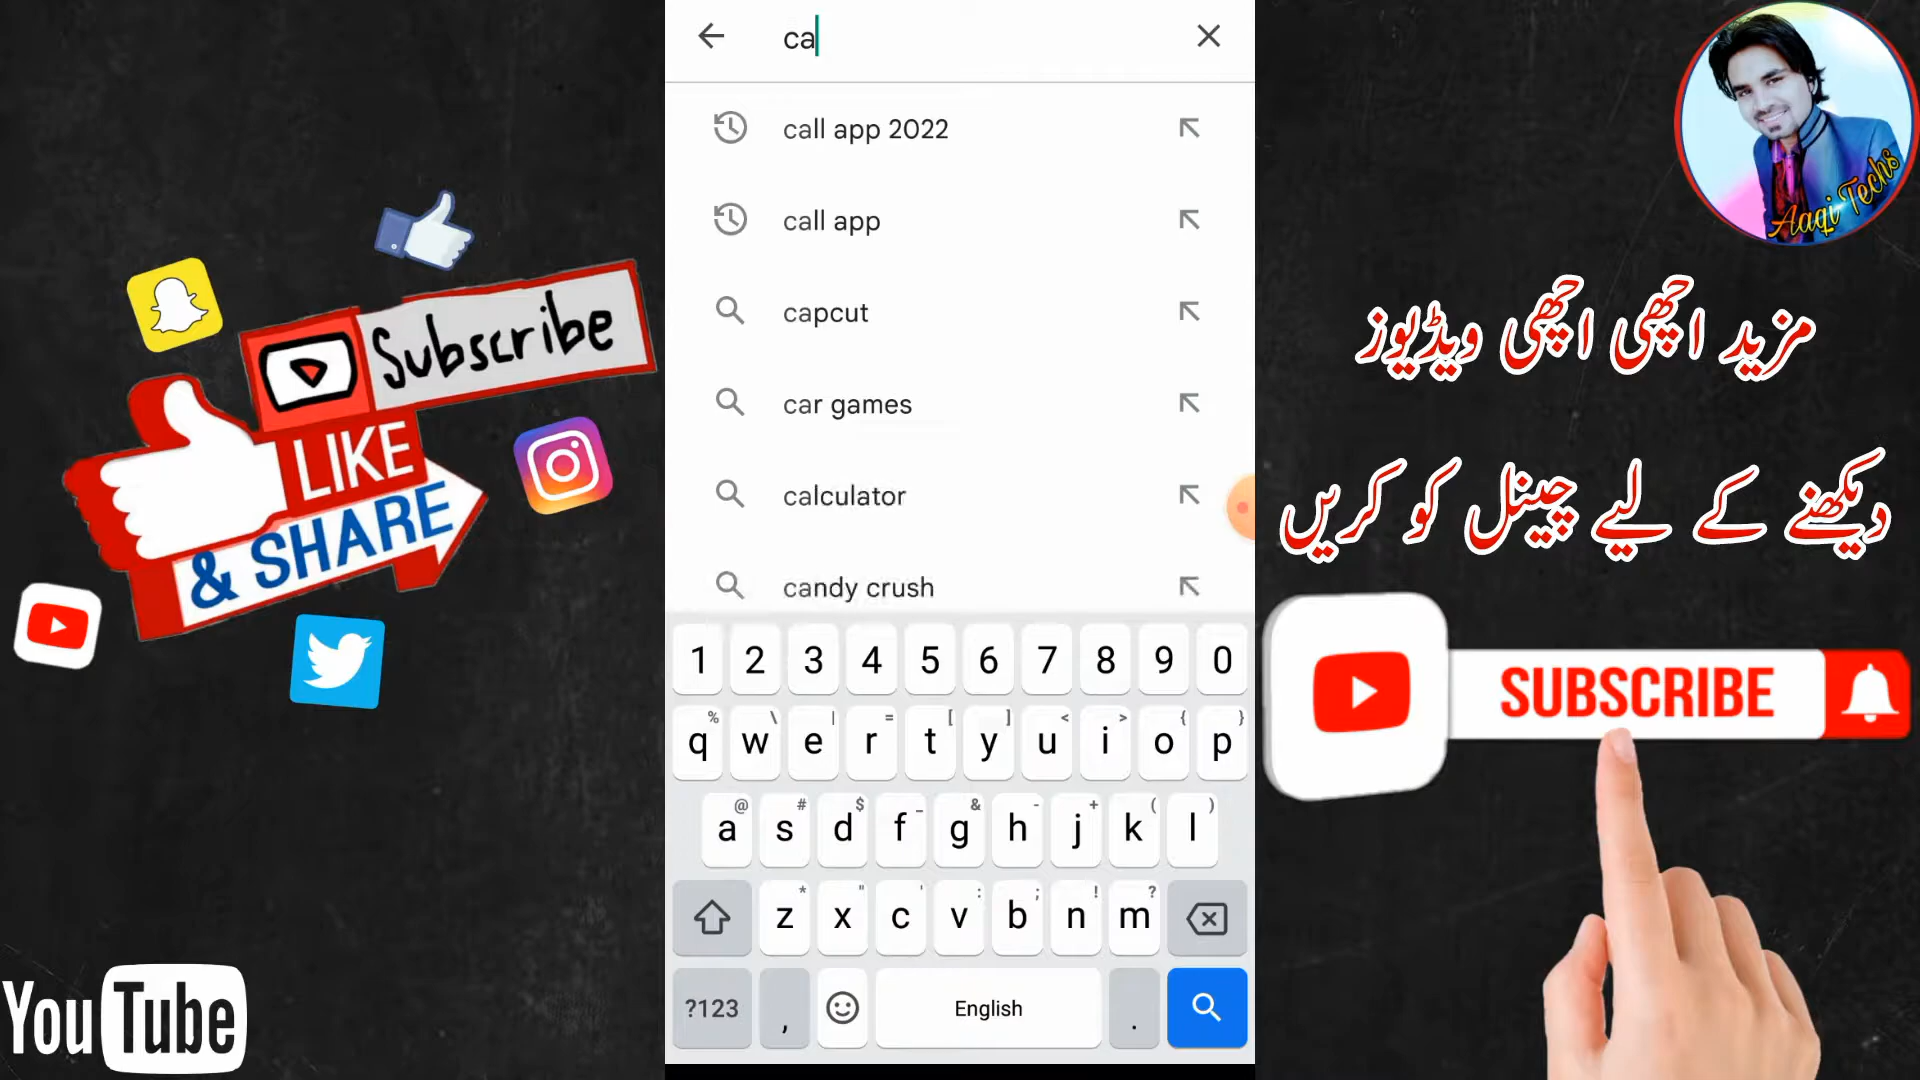 ca
call app 2022
call app
capcut
car games
calculator
candy crush
1 2 3 4 5 6 7 8 9 0
% \ | = [ ] < > { }
q w e r t y u i o p
@ # $ _ & - + ( )
a s d f g h j k l
* " ' : ; ! ?
z x c v b n m
?123 , English .
Subscribe
LIKE
& SHARE
YouTube
Aaqi Techs
مزید اچھی اچھی ویڈیوز
دیکھنے کے لیے چینل کو کریں
SUBSCRIBE